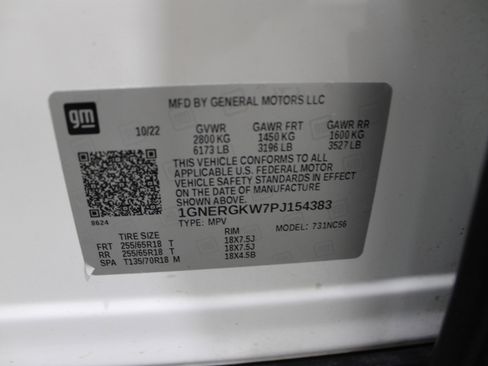 gm
MFD BY GENERAL MOTORS LLC
10/22 GVWR GAWR FRT GAWR RR
2800 KG 1450 KG 1600 KG
6173 LB 3196 LB 3527 LB
THIS VEHICLE CONFORMS TO ALL
APPLICABLE U.S. FEDERAL MOTOR
VEHICLE SAFETY AND THEFT
PREVENTION STANDARDS IN EFFECT
ON THE DATE OF MANUFACTURE
SHOWN ABOVE.
8624 1GNERGKW7PJ154383
TYPE: MPV MODEL: 731NC56
TIRE SIZE RIM
FRT 255/65R18 T 18X7.5J
RR 255/65R18 T 18X7.5J
SPA T135/70R18 M 18X4.5B